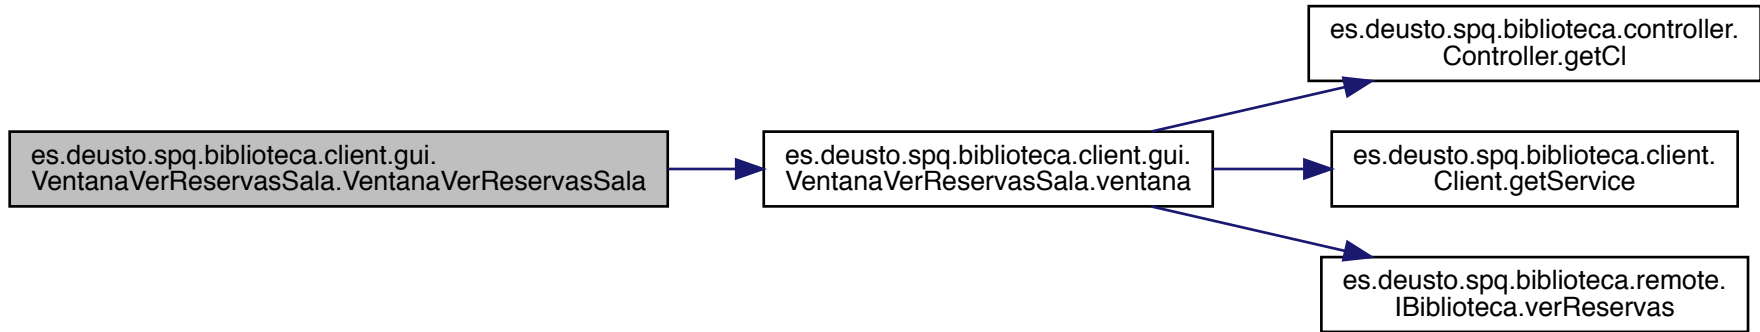 es.deusto.spq.biblioteca.client.gui.
VentanaVerReservasSala.VentanaVerReservasSala
es.deusto.spq.biblioteca.client.gui.
VentanaVerReservasSala.ventana
es.deusto.spq.biblioteca.controller.
Controller.getCl
es.deusto.spq.biblioteca.client.
Client.getService
es.deusto.spq.biblioteca.remote.
IBiblioteca.verReservas